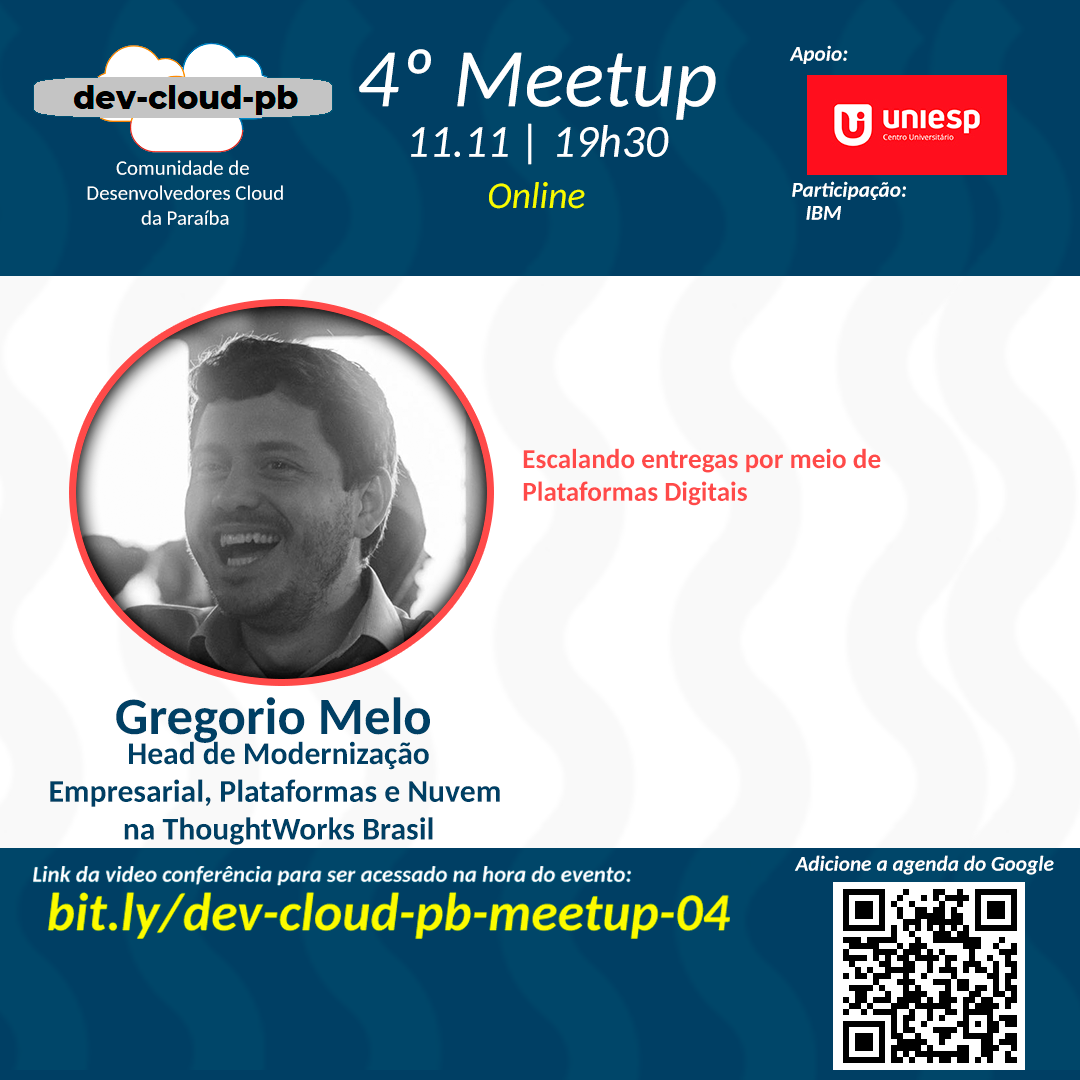 dev-cloud-pb
Comunidade de
Desenvolvedores Cloud
da Paraíba
4º Meetup
11.11 | 19h30
Online
Apoio:
uniesp
Centro Universitário
Participação:
IBM
Escalando entregas por meio de
Plataformas Digitais
Gregorio Melo
Head de Modernização
Empresarial, Plataformas e Nuvem
na ThoughtWorks Brasil
Link da video conferência para ser acessado na hora do evento:
bit.ly/dev-cloud-pb-meetup-04
Adicione a agenda do Google